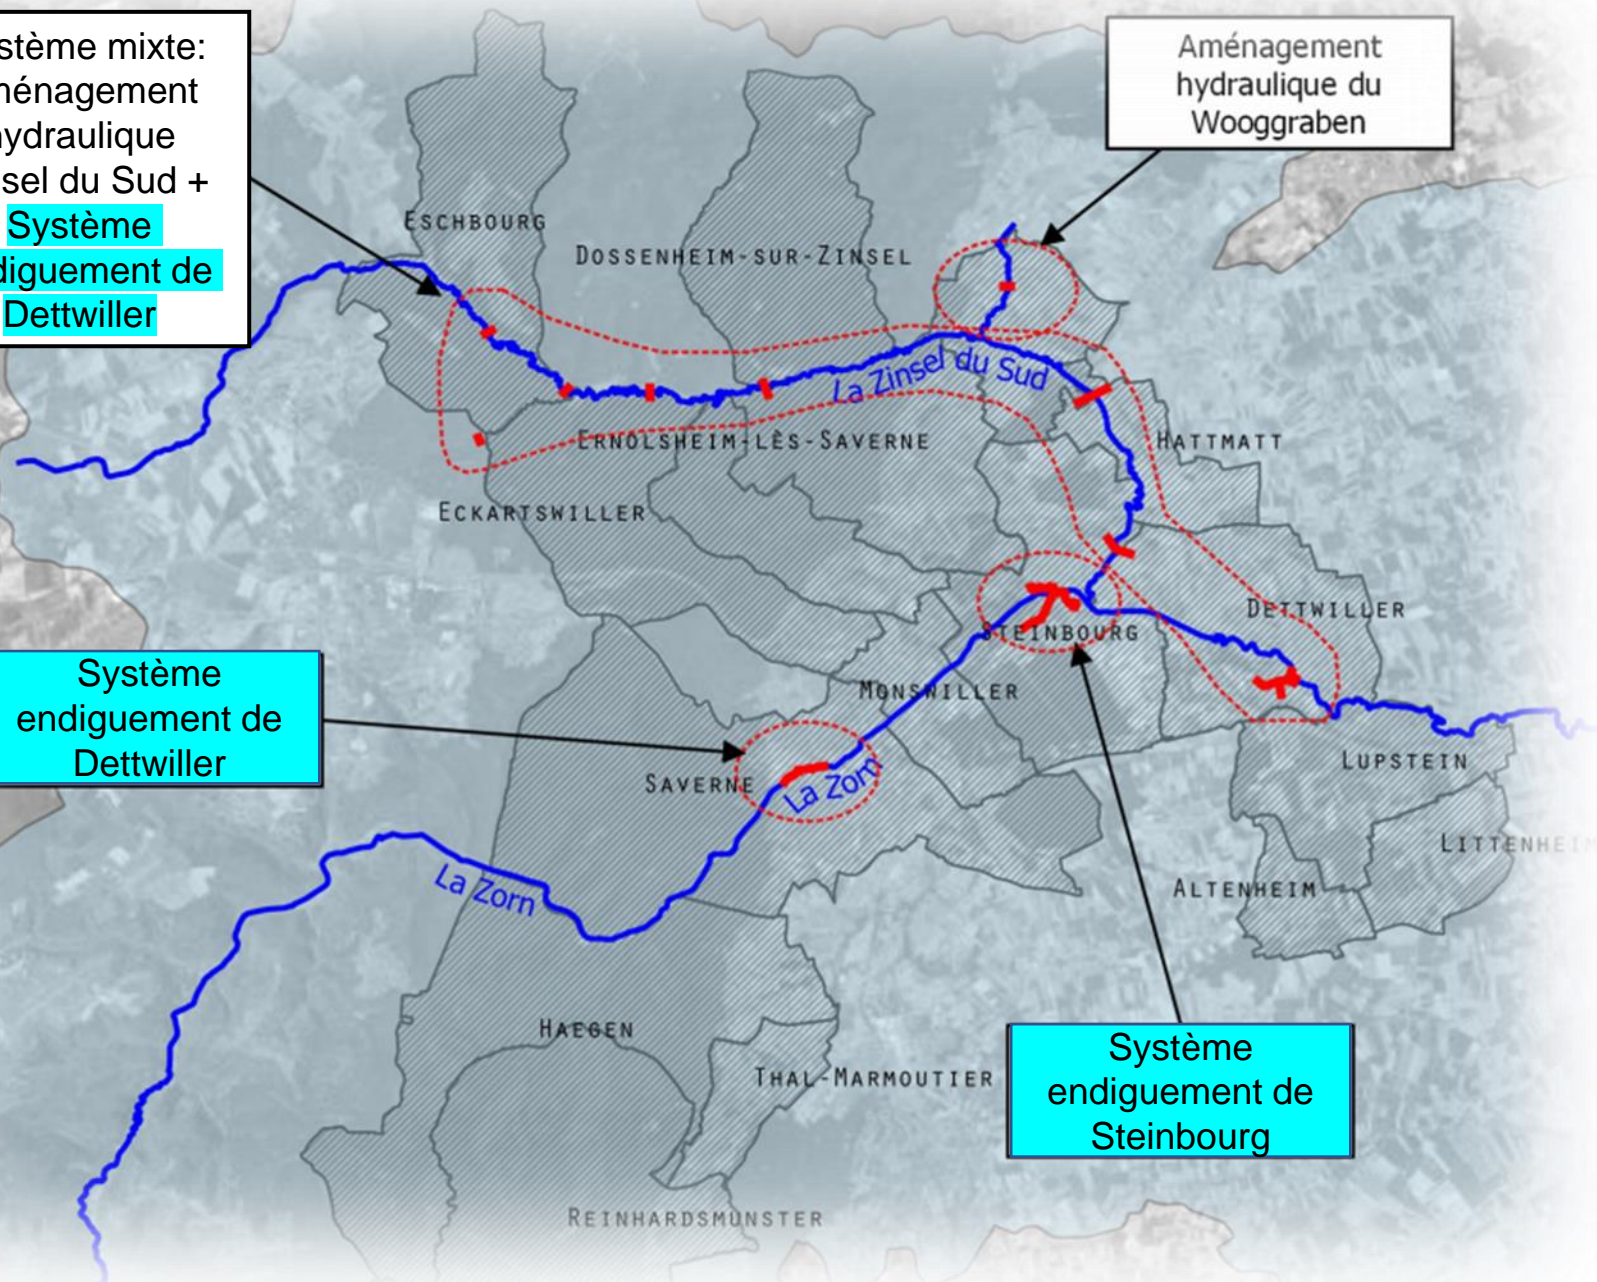 stème mixte:
énagement
ydraulique
sel du Sud +
Système
diguement de
Dettwiller
Aménagement
hydraulique du
Wooggraben
ESCHBOURG
DOSSENHEIM-SUR-ZINSEL
La Zinsel du Sud
ERNOLSHEIM-LÈS-SAVERNE
HATTMATT
ECKARTSWILLER
DETTWILLER
STEINBOURG
Système
endiguement de
Dettwiller
MONSWILLER
SAVERNE
La Zorn
LUPSTEIN
LITTENHEIM
La Zorn
ALTENHEIM
HAEGEN
THAL-MARMOUTIER
Système
endiguement de
Steinbourg
REINHARDSMUNSTER